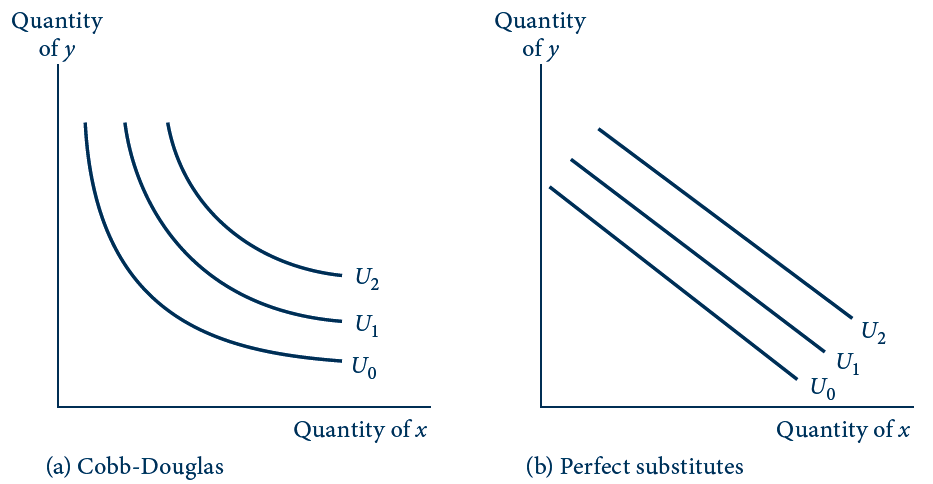 Quantity
of y
U2
U1
U0
Quantity of x
(a) Cobb-Douglas
Quantity
of y
U2
U1
U0
Quantity of x
(b) Perfect substitutes